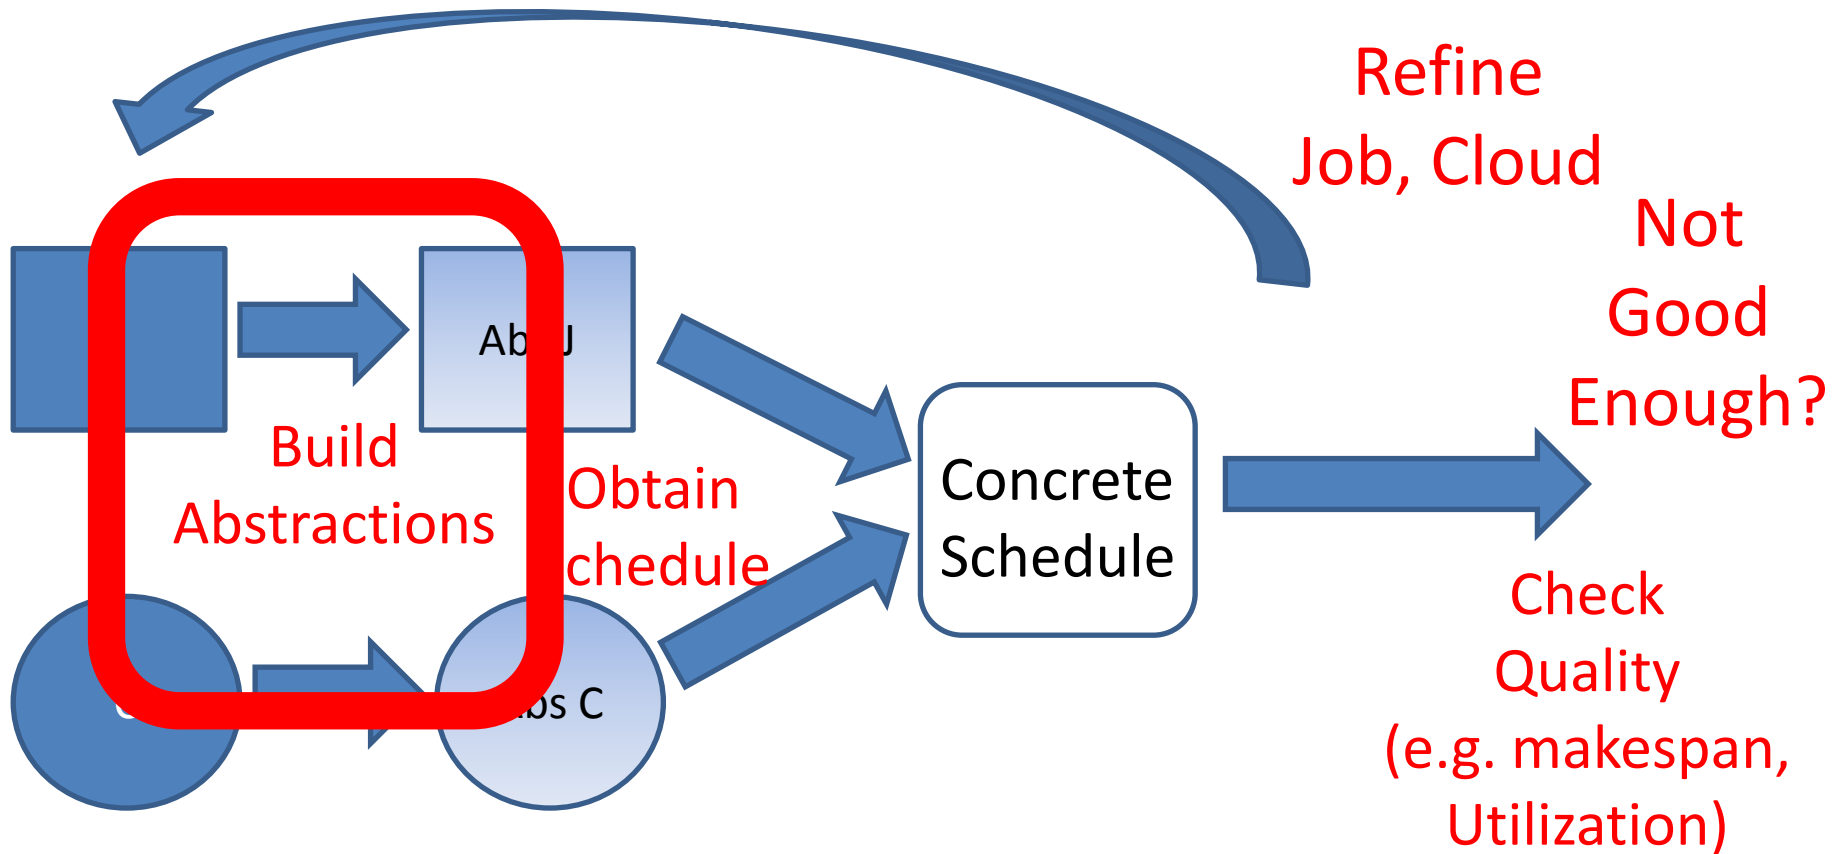 Refine
Job, Cloud
Not
Good
Enough?
J
Build
Abstractions
Obtain
chedule
Concrete
Schedule
C
Check
Quality
(e.g. makespan,
Utilization)